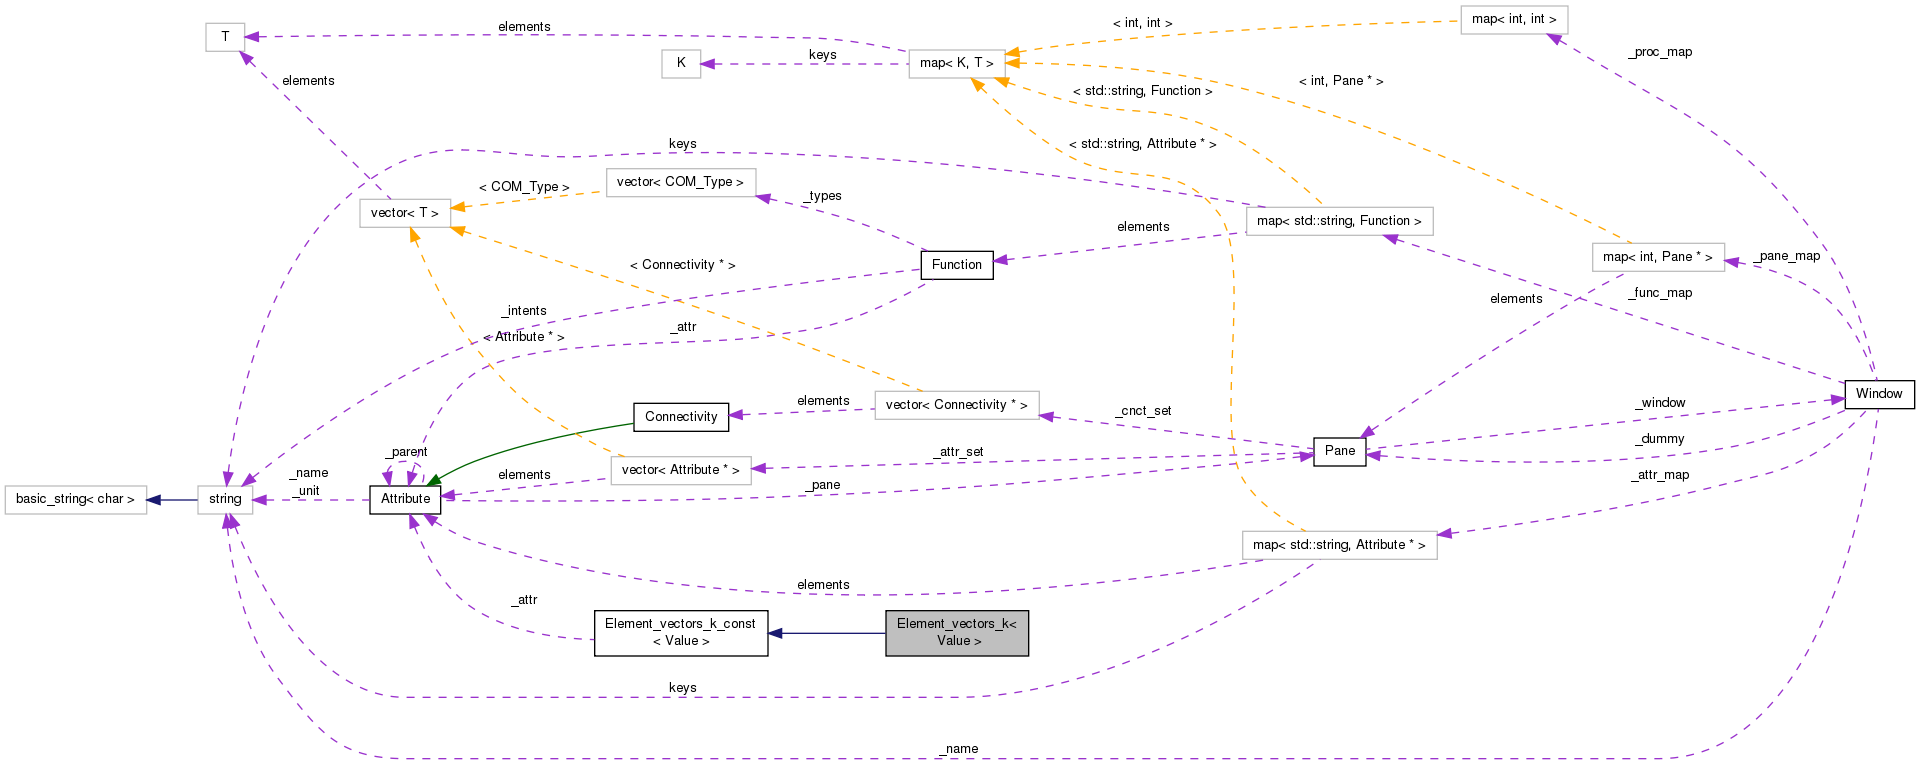 map< int, int >
< int, int >
elements
T
_proc_map
keys
K
map< K, T >
elements
< int, Pane * >
< std::string, Function >
keys
< std::string, Attribute * >
vector< COM_Type >
< COM_Type >
_types
vector< T >
map< std::string, Function >
elements
_pane_map
map< int, Pane * >
Function
< Connectivity * >
_func_map
elements
_intents
_attr
< Attribute * >
Window
elements
vector< Connectivity * >
_window
_cnct_set
Connectivity
_dummy
_parent
_attr_set
Pane
vector< Attribute * >
_name
elements
_attr_map
_unit
_pane
basic_string< char >
string
Attribute
map< std::string, Attribute * >
elements
_attr
Element_vectors_k_const
< Value >
Element_vectors_k<
Value >
keys
_name